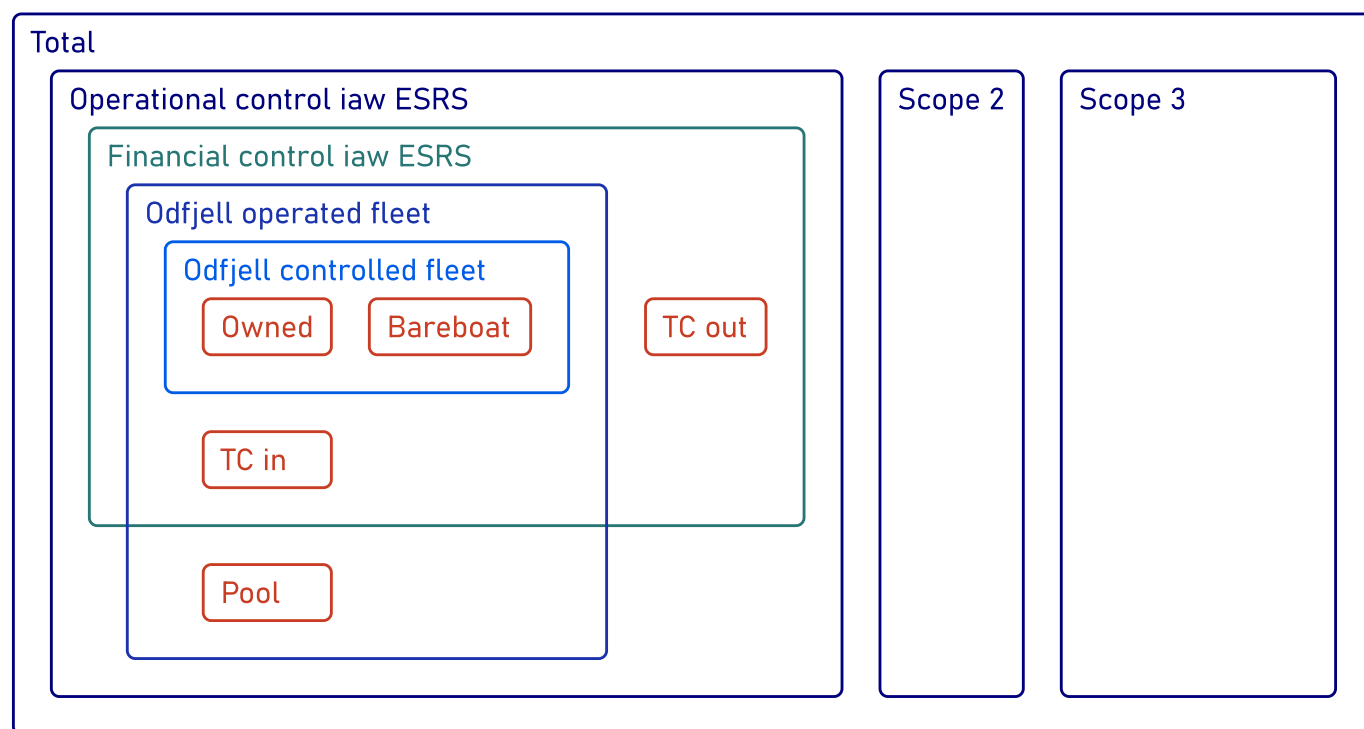 Total
Operational control iaw ESRS
Scope 2
Scope 3
Financial control iaw ESRS
Odfjell operated fleet
Odfjell controlled fleet
Owned
Bareboat
TC out
TC in
Pool